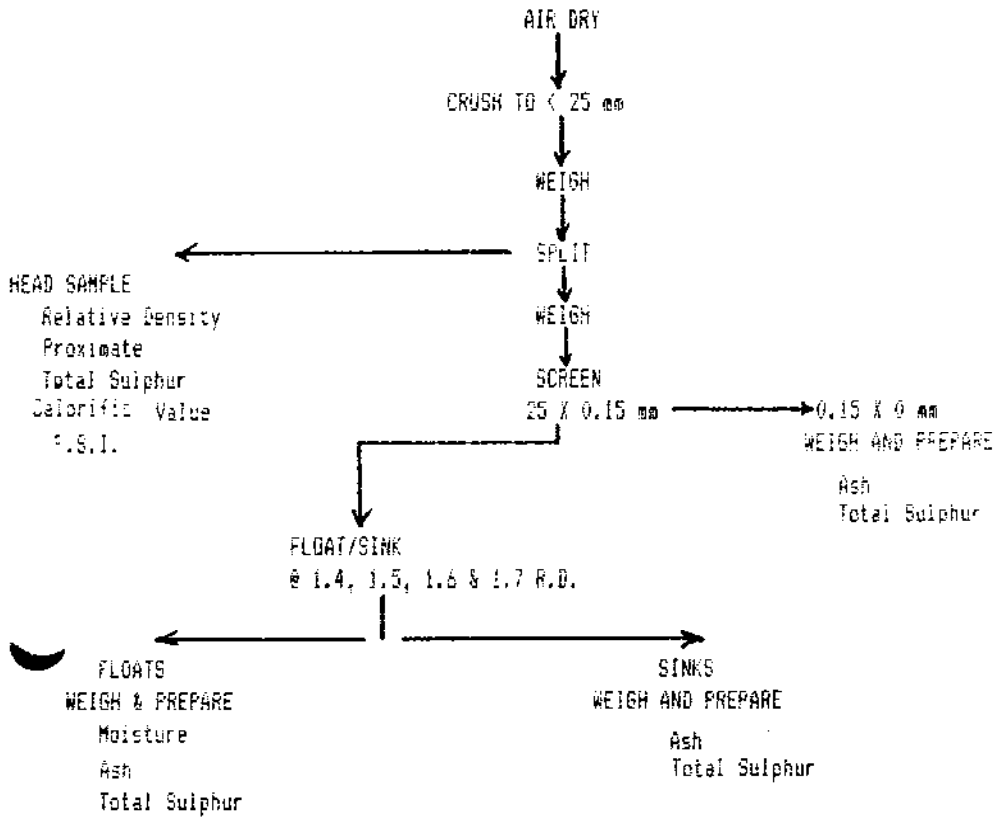 AIR DRY
CRUSH TO < 25 mm
WEIGH
SPLIT
HEAD SAMPLE
Relative Density
Proximate
Total Sulphur
Calorific Value
F.S.I.
WEIGH
SCREEN
25 X 0.15 mm
0.15 X 0 mm
WEIGH AND PREPARE
Ash
Total Sulphur
FLOAT/SINK
@ 1.4, 1.5, 1.6 & 1.7 R.D.
FLOATS
WEIGH & PREPARE
Moisture
Ash
Total Sulphur
SINKS
WEIGH AND PREPARE
Ash
Total Sulphur